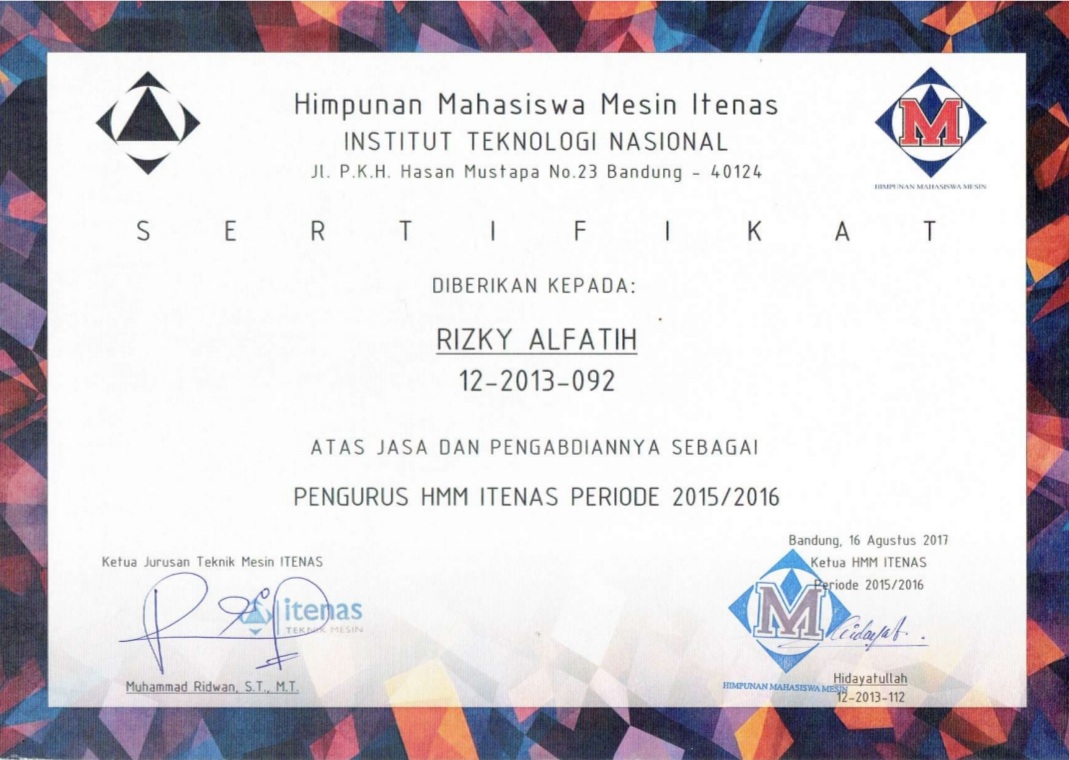 Himpunan Mahasiswa Mesin Itenas
INSTITUT TEKNOLOGI NASIONAL
Jl. P.K.H. Hasan Mustapa No.23 Bandung - 40124
M
HIMPUNAN MAHASISWA MESIN
SERTIFIKAT
DIBERIKAN KEPADA:
RIZKY ALFATIH
12-2013-092
ATAS JASA DAN PENGABDIANNYA SEBAGAI
PENGURUS HMM ITENAS PERIODE 2015/2016
Ketua Jurusan Teknik Mesin ITENAS
itenas
TEKNIK MESIN
Muhammad Ridwan, S.T., M.T.
Bandung, 16 Agustus 2017
Ketua HMM ITENAS
Periode 2015/2016
M
Hidayat
HIMPUNAN MAHASISWA MESIN
Hidayatullah
12-2013-112